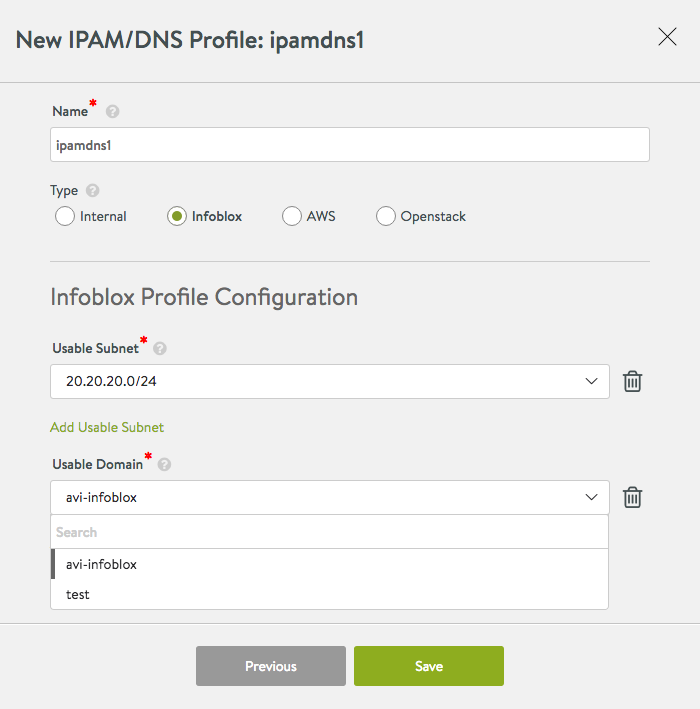 New IPAM/DNS Profile: ipamdns1
Name* ?
ipamdns1
Type ?
Internal Infoblox AWS Openstack
Infoblox Profile Configuration
Usable Subnet* ?
20.20.20.0/24
Add Usable Subnet
Usable Domain* ?
avi-infoblox
Search
avi-infoblox
test
Previous Save